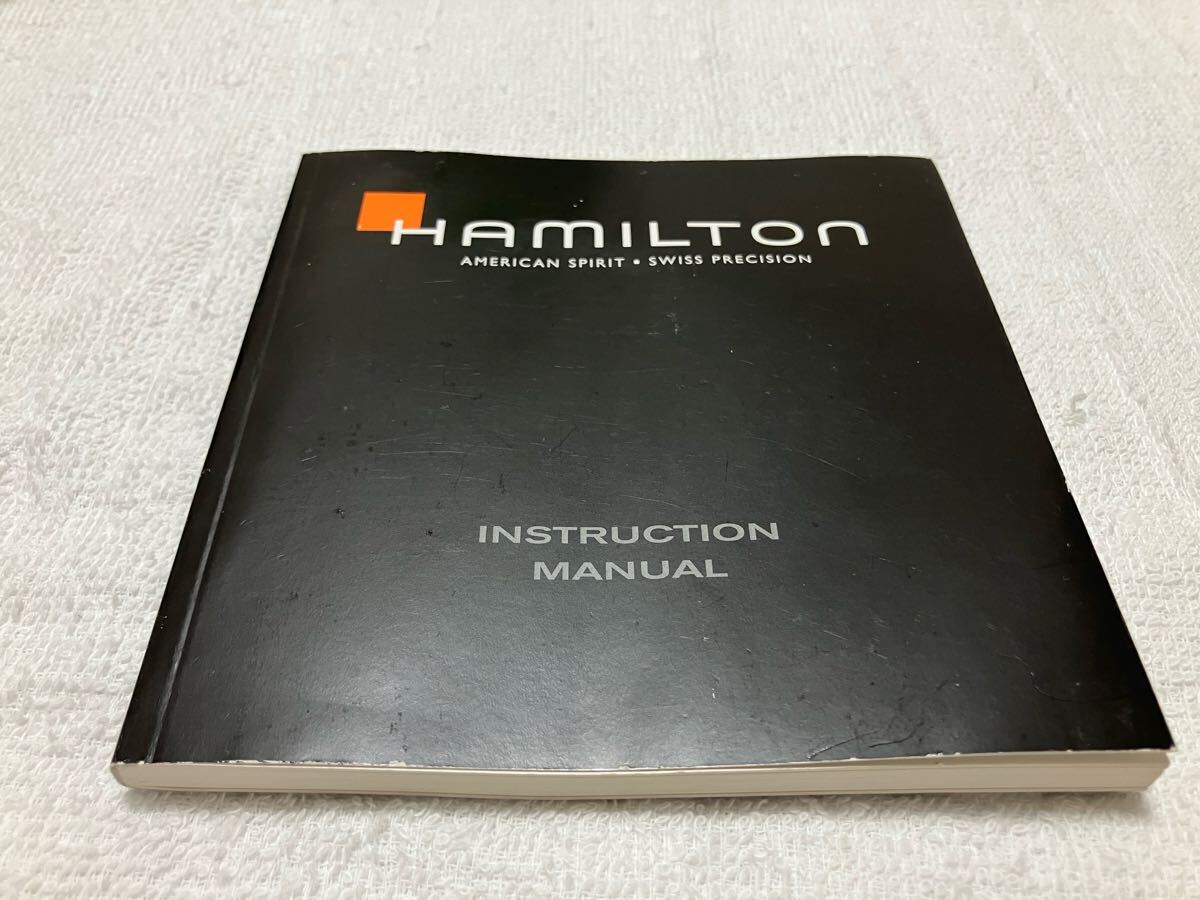 HAMILTON
AMERICAN SPIRIT • SWISS PRECISION
INSTRUCTION
MANUAL